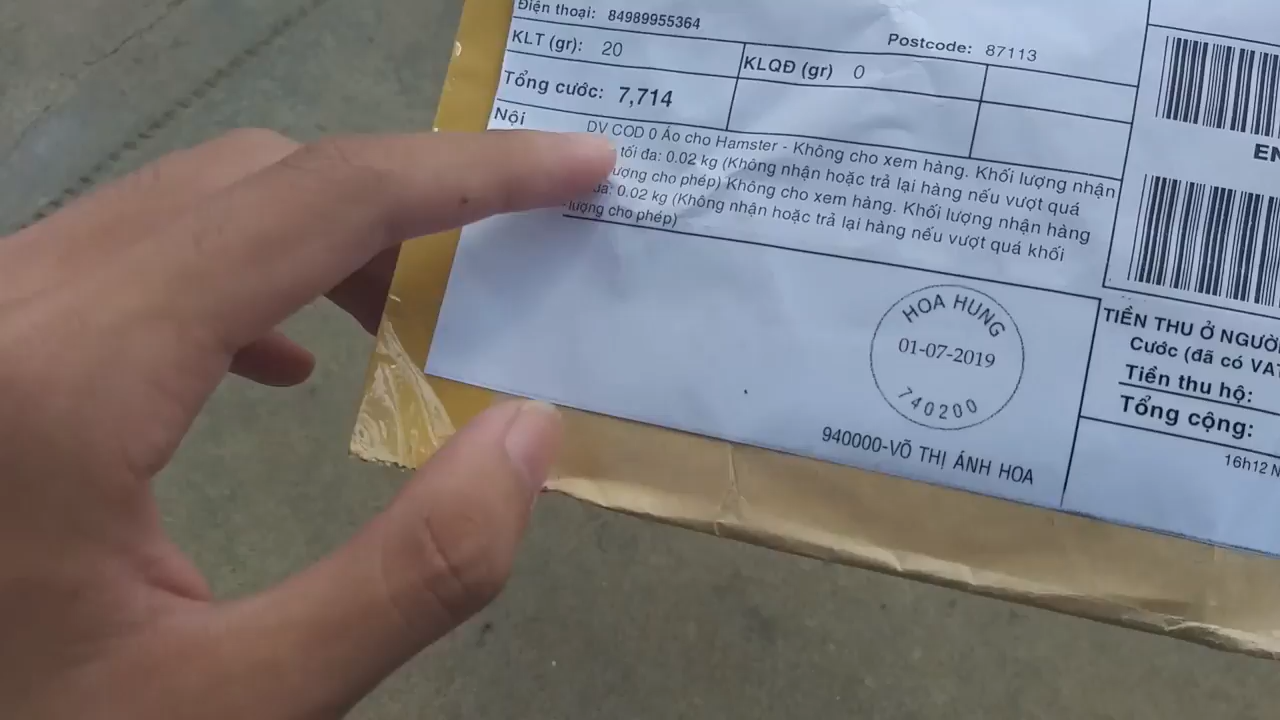 Điện thoại: 84989955364
Postcode: 87113
KLT (gr): 20
KLQĐ (gr) 0
Tổng cước: 7,714
Nội
DV COD 0 Áo cho Hamster - Không cho xem hàng. Khối lượng nhận
tối đa: 0.02 kg (Không nhận hoặc trả lại hàng nếu vượt quá
lượng cho phép) Không cho xem hàng. Khối lượng nhận hàng
đa: 0.02 kg (Không nhận hoặc trả lại hàng nếu vượt quá khối
lượng cho phép)
EN
HOA HUNG
01-07-2019
740200
940000-VÕ THỊ ÁNH HOA
TIỀN THU Ở NGƯỜI
Cước (đã có VAT
Tiền thu hộ:
Tổng cộng:
16h12